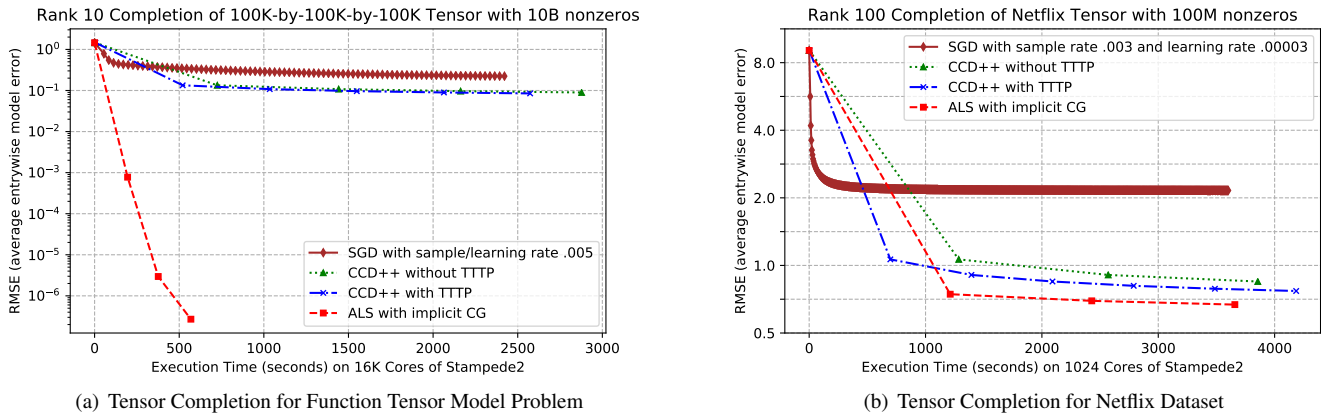 Rank 10 Completion of 100K-by-100K-by-100K Tensor with 10B nonzeros
RMSE (average entrywise model error)
10⁰
10⁻¹
10⁻²
10⁻³
10⁻⁴
10⁻⁵
10⁻⁶
SGD with sample/learning rate .005
CCD++ without TTTP
CCD++ with TTTP
ALS with implicit CG
0 500 1000 1500 2000 2500 3000
Execution Time (seconds) on 16K Cores of Stampede2
(a) Tensor Completion for Function Tensor Model Problem
Rank 100 Completion of Netflix Tensor with 100M nonzeros
RMSE (average entrywise model error)
8.0
4.0
2.0
1.0
0.5
SGD with sample rate .003 and learning rate .00003
CCD++ without TTTP
CCD++ with TTTP
ALS with implicit CG
0 1000 2000 3000 4000
Execution Time (seconds) on 1024 Cores of Stampede2
(b) Tensor Completion for Netflix Dataset